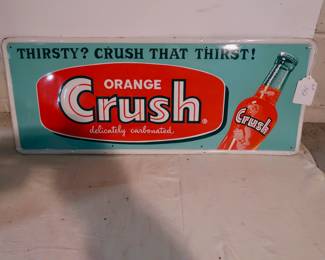 THIRSTY? CRUSH THAT THIRST!
ORANGE
Crush®
delicately carbonated
Crush